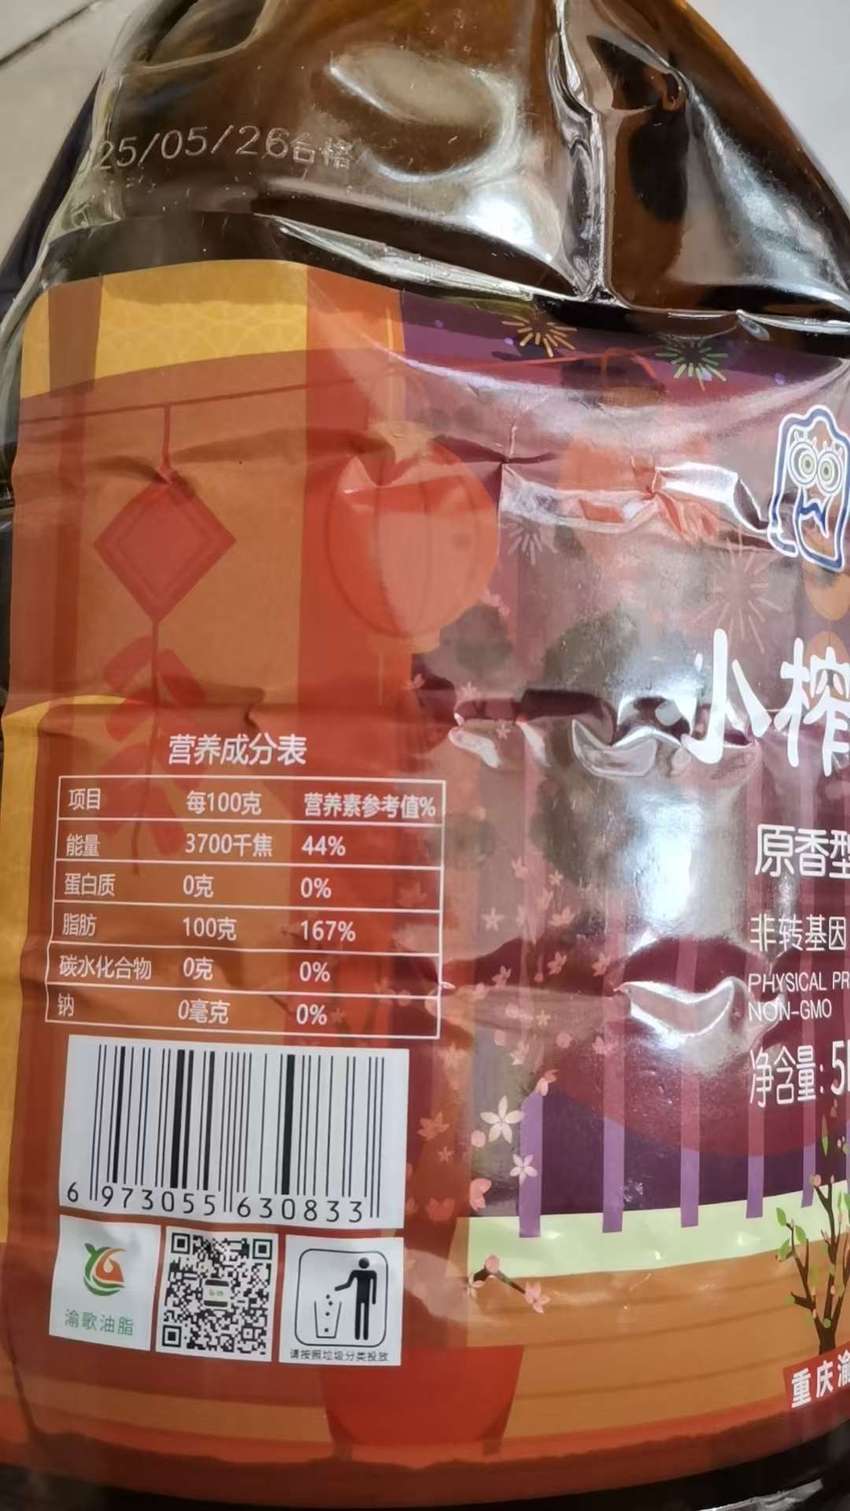 25/05/26合格
小榨
原香型
非转基因
PHYSICAL PR
NON-GMO
净含量:5
营养成分表
项目 每100克 营养素参考值%
能量 3700千焦 44%
蛋白质 0克 0%
脂肪 100克 167%
碳水化合物 0克 0%
钠 0毫克 0%
6 973055 630833
渝歌油脂
请按照垃圾分类投放
重庆渝